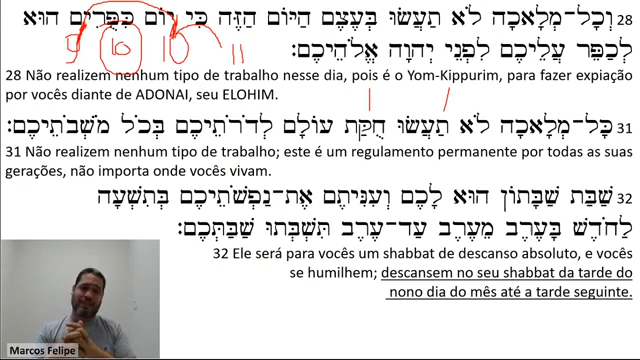 וְכָל־מְלָאכָה לֹא תַעֲשׂוּ בְּעֶצֶם הַיּוֹם הַזֶּה כִּי יוֹם כִּפֻּרִים הוּא 28
לְכַפֵּר עֲלֵיכֶם לִפְנֵי יְהוָה אֱלֹהֵיכֶם׃
9 10 10 11
28 Não realizem nenhum tipo de trabalho nesse dia, pois é o Yom-Kippurim, para fazer expiação
por vocês diante de ADONAI, seu ELOHIM.
כָּל־מְלָאכָה לֹא תַעֲשׂוּ חֻקַּת עוֹלָם לְדֹרֹתֵיכֶם בְּכֹל מֹשְׁבֹתֵיכֶם׃ 31
31 Não realizem nenhum tipo de trabalho; este é um regulamento permanente por todas as suas
gerações, não importa onde vocês vivam.
שַׁבַּת שַׁבָּתוֹן הוּא לָכֶם וְעִנִּיתֶם אֶת־נַפְשֹׁתֵיכֶם בְּתִשְׁעָה 32
לַחֹדֶשׁ בָּעֶרֶב מֵעֶרֶב עַד־עֶרֶב תִּשְׁבְּתוּ שַׁבַּתְּכֶם׃
32 Ele será para vocês um shabbat de descanso absoluto, e vocês
se humilhem; descansem no seu shabbat da tarde do
nono dia do mês até a tarde seguinte.
Marcos Felipe